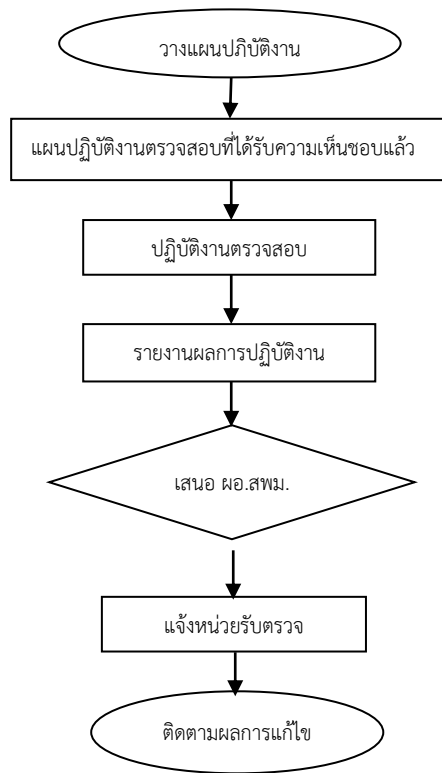 วางแผนปภิบัติงาน
แผนปฏิบัติงานตรวจสอบที่ได้รับความเห็นชอบแล้ว
ปฏิบัติงานตรวจสอบ
รายงานผลการปฏิบัติงาน
เสนอ ผอ.สพม.
แจ้งหน่วยรับตรวจ
ติดตามผลการแก้ไข